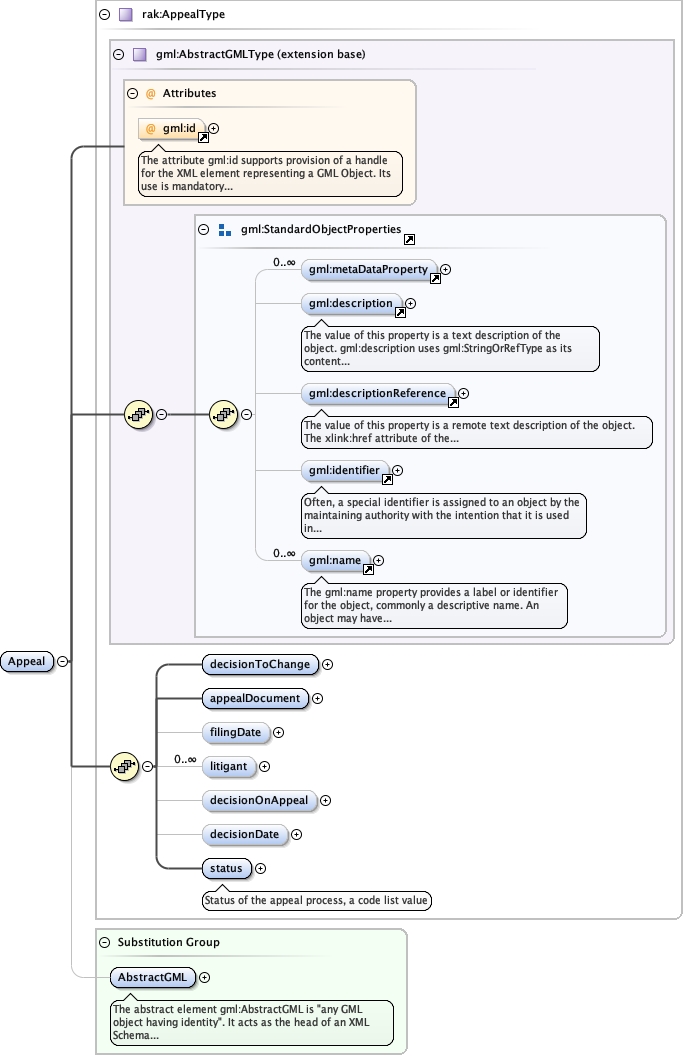 rak:AppealType
gml:AbstractGMLType (extension base)
@ Attributes
@ gml:id
The attribute gml:id supports provision of a handle
for the XML element representing a GML Object. Its
use is mandatory...
gml:StandardObjectProperties
0..∞
gml:metaDataProperty
gml:description
The value of this property is a text description of the
object. gml:description uses gml:StringOrRefType as its
content...
gml:descriptionReference
The value of this property is a remote text description of the object.
The xlink:href attribute of the...
gml:identifier
Often, a special identifier is assigned to an object by the
maintaining authority with the intention that it is used
in...
0..∞
gml:name
The gml:name property provides a label or identifier
for the object, commonly a descriptive name. An
object may have...
Appeal
decisionToChange
appealDocument
filingDate
0..∞
litigant
decisionOnAppeal
decisionDate
status
Status of the appeal process, a code list value
Substitution Group
AbstractGML
The abstract element gml:AbstractGML is "any GML
object having identity". It acts as the head of an XML
Schema...